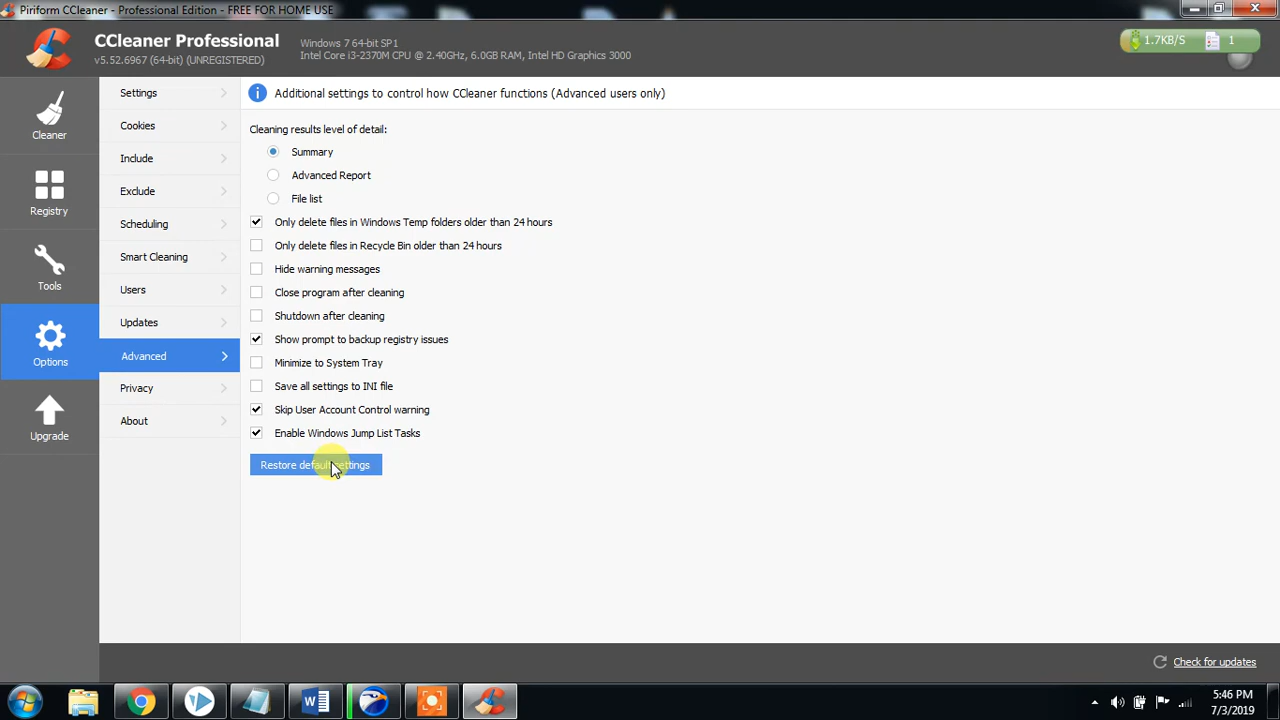 Piriform CCleaner - Professional Edition - FREE FOR HOME USE
CCleaner Professional
v5.52.6967 (64-bit) (UNREGISTERED)
Windows 7 64-bit SP1
Intel Core i3-2370M CPU @ 2.40GHz, 6.0GB RAM, Intel HD Graphics 3000
1.7KB/S
1
Cleaner
Registry
Tools
Options
Upgrade
Settings
Cookies
Include
Exclude
Scheduling
Smart Cleaning
Users
Updates
Advanced
Privacy
About
Additional settings to control how CCleaner functions (Advanced users only)
Cleaning results level of detail:
Summary
Advanced Report
File list
Only delete files in Windows Temp folders older than 24 hours
Only delete files in Recycle Bin older than 24 hours
Hide warning messages
Close program after cleaning
Shutdown after cleaning
Show prompt to backup registry issues
Minimize to System Tray
Save all settings to INI file
Skip User Account Control warning
Enable Windows Jump List Tasks
Restore default settings
Check for updates
5:46 PM
7/3/2019